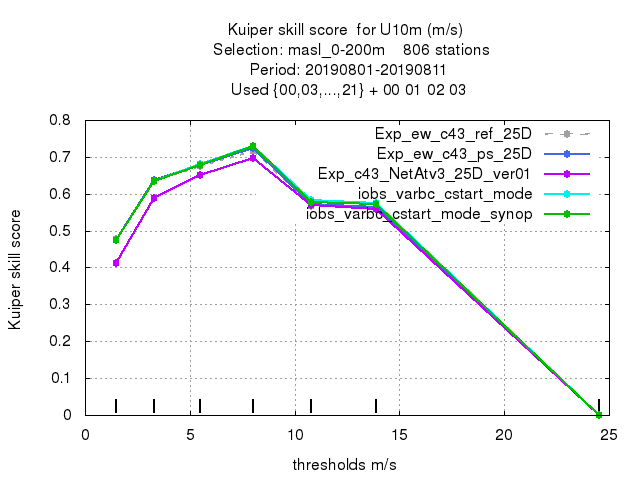 Kuiper skill score  for U10m (m/s)
Selection: masl_0-200m    806 stations
Period: 20190801-20190811
Used {00,03,...,21} + 00 01 02 03
Exp_ew_c43_ref_25D
Exp_ew_c43_ps_25D
Exp_c43_NetAtv3_25D_ver01
iobs_varbc_cstart_mode
iobs_varbc_cstart_mode_synop
Kuiper skill score
0.8
0.7
0.6
0.5
0.4
0.3
0.2
0.1
0
0 5 10 15 20 25
thresholds m/s